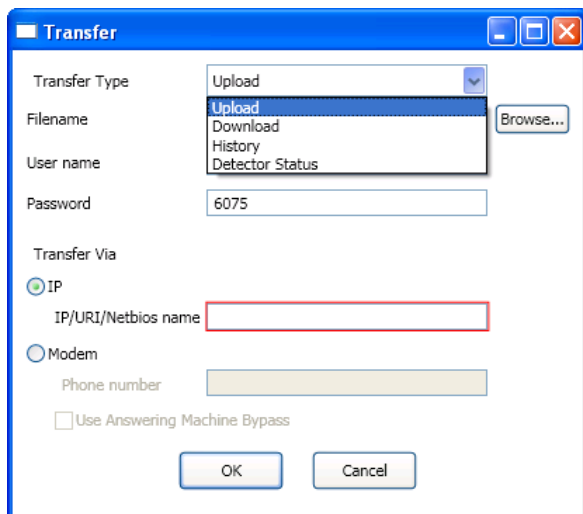 Transfer
Transfer Type Upload
Upload
Filename Browse...
Download
History
User name Detector Status
Password 6075
Transfer Via
IP
IP/URI/Netbios name
Modem
Phone number
Use Answering Machine Bypass
OK Cancel